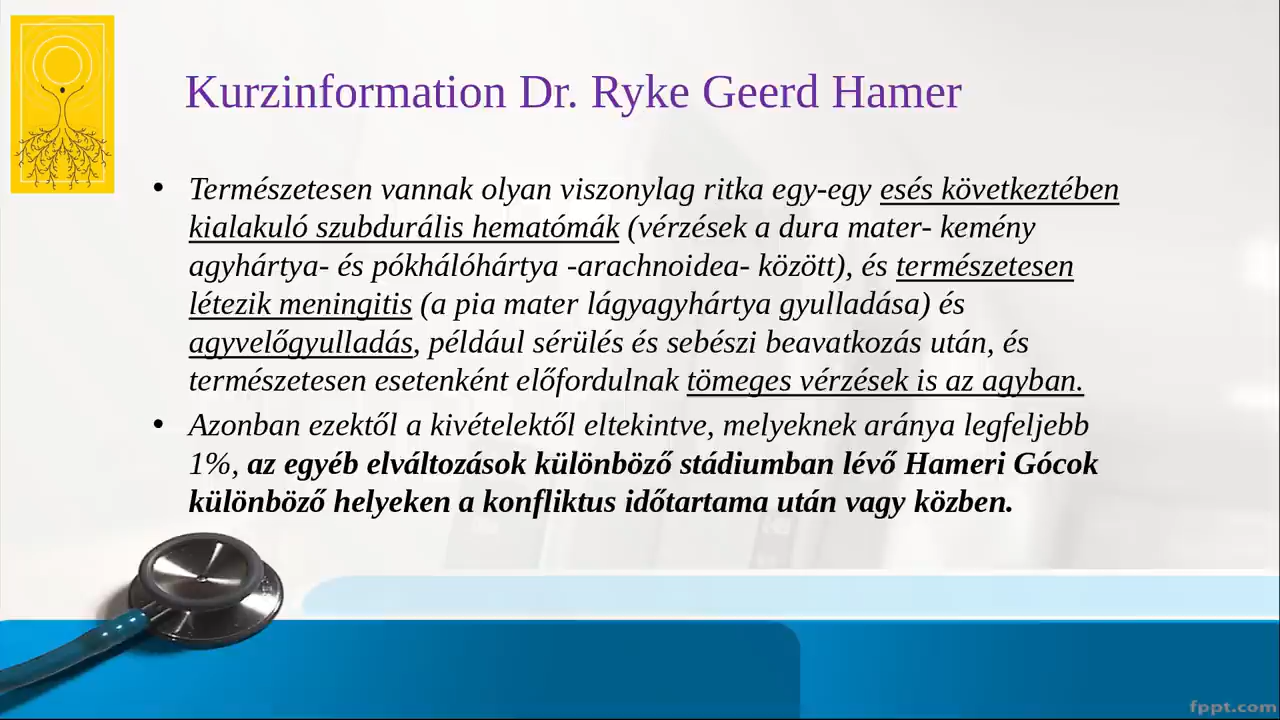 Kurzinformation Dr. Ryke Geerd Hamer
• Természetesen vannak olyan viszonylag ritka egy-egy esés következtében
kialakuló szubdurális hematómák (vérzések a dura mater- kemény
agyhártya- és pókhálóhártya -arachnoidea- között), és természetesen
létezik meningitis (a pia mater lágyagyhártya gyulladása) és
agyvelőgyulladás, például sérülés és sebészi beavatkozás után, és
természetesen esetenként előfordulnak tömeges vérzések is az agyban.
• Azonban ezektől a kivételektől eltekintve, melyeknek aránya legfeljebb
1%, az egyéb elváltozások különböző stádiumban lévő Hameri Gócok
különböző helyeken a konfliktus időtartama után vagy közben.
fppt.com